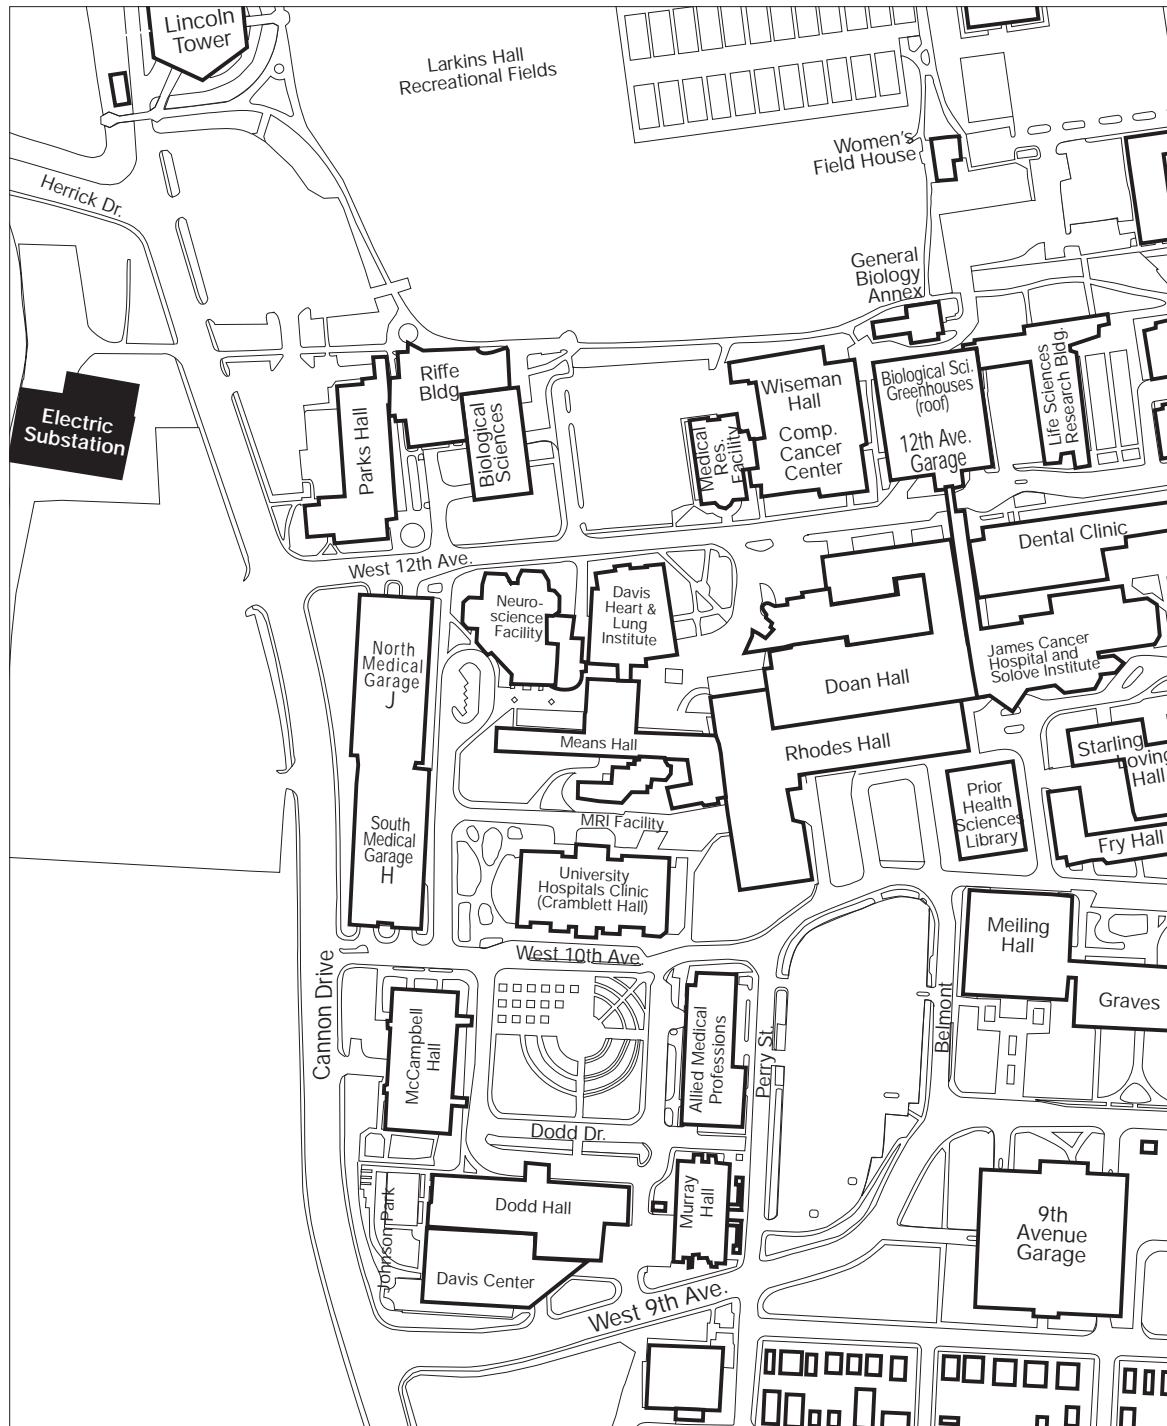 Lincoln
Tower
Larkins Hall
Recreational Fields
Women's
Field House
Herrick Dr.
General
Biology
Annex
Electric
Substation
Parks Hall
Riffe
Bldg.
Biological
Sciences
Medical
Res.
Facility
Wiseman
Hall
Comp.
Cancer
Center
Biological Sci.
Greenhouses
(roof)
12th Ave.
Garage
Life Sciences
Research Bldg.
West 12th Ave.
Dental Clinic
Neuro-
science
Facility
Davis
Heart &
Lung
Institute
North
Medical
Garage
J
Doan Hall
James Cancer
Hospital and
Solove Institute
Means Hall
Rhodes Hall
Starling
Loving
Hall
Prior
Health
Sciences
Library
MRI Facility
South
Medical
Garage
H
Fry Hall
University
Hospitals Clinic
(Cramblett Hall)
West 10th Ave.
Meiling
Hall
Graves
Cannon Drive
McCampbell
Hall
Allied Medical
Professions
Perry St.
Belmont
Dodd Dr.
Johnson Park
Dodd Hall
Murray
Hall
9th
Avenue
Garage
Davis Center
West 9th Ave.